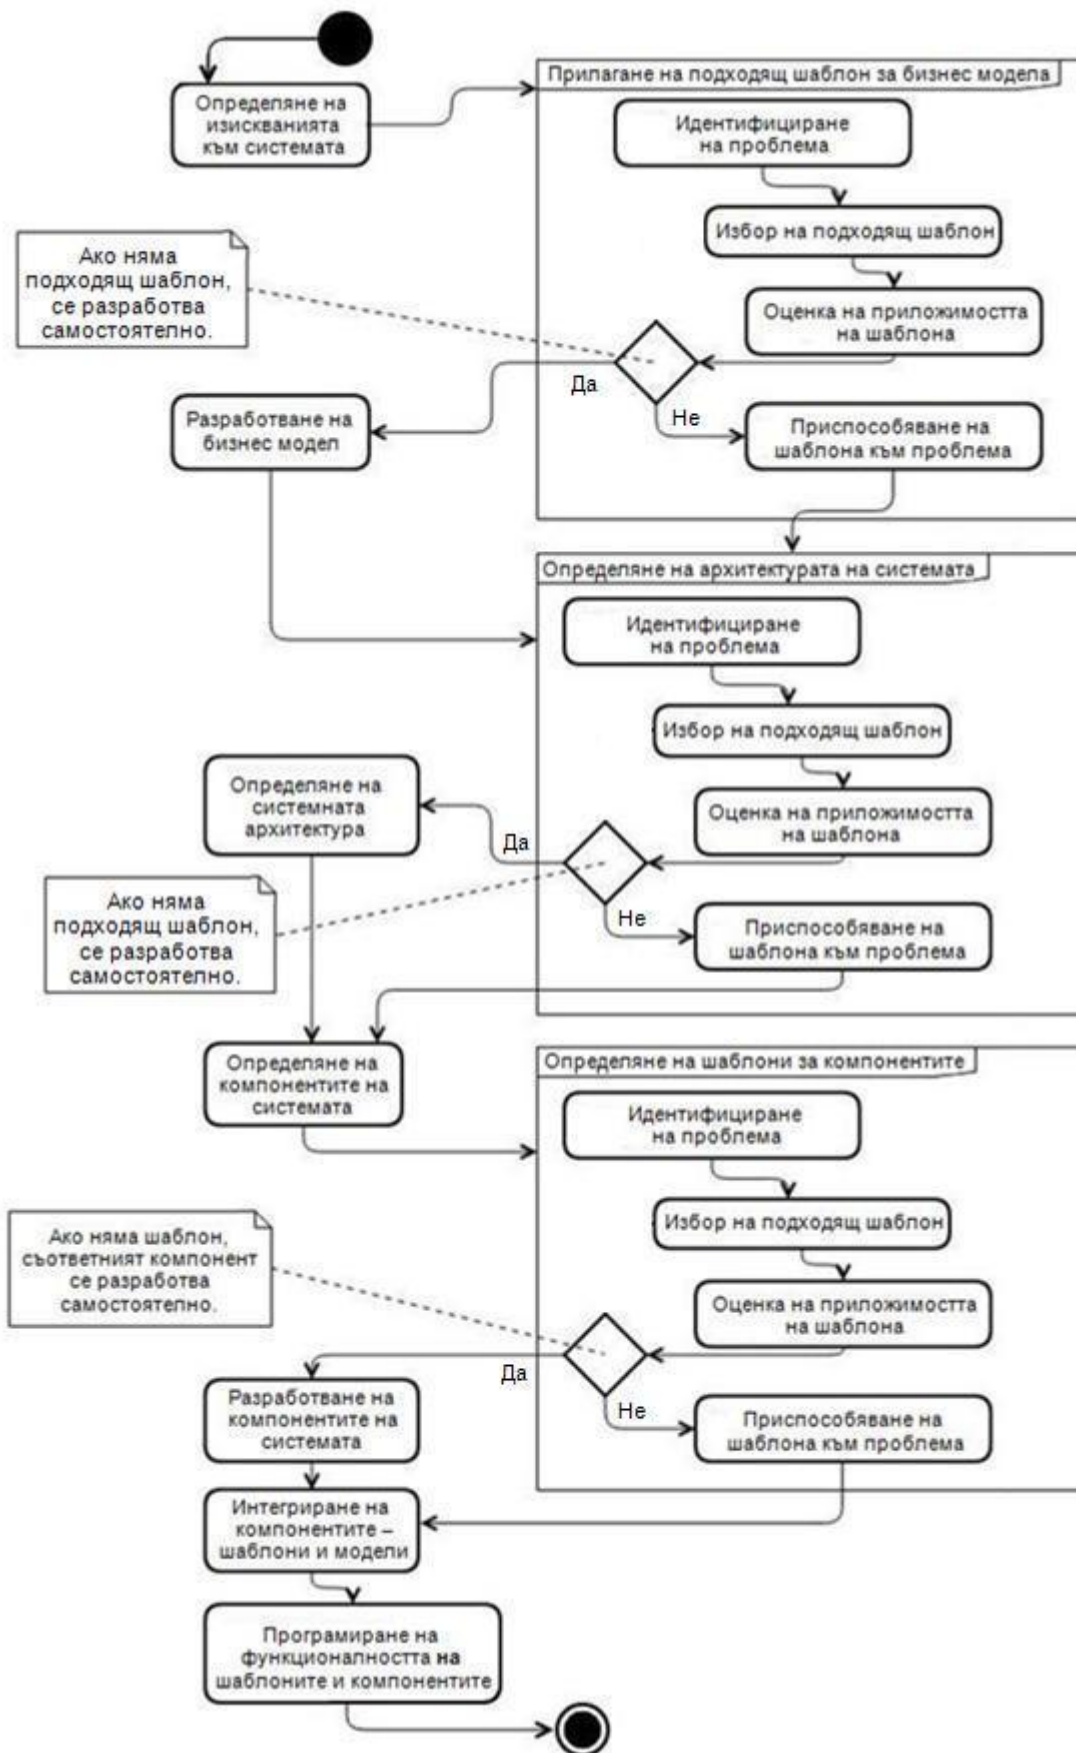 Определяне на
изискванията
към системата
Прилагане на подходящ шаблон за бизнес модела
Идентифициране
на проблема
Избор на подходящ шаблон
Оценка на приложимостта
на шаблона
Ако няма
подходящ шаблон,
се разработва
самостоятелно.
Да
Не
Разработване на
бизнес модел
Приспособяване на
шаблона към проблема
Определяне на архитектурата на системата
Идентифициране
на проблема
Избор на подходящ шаблон
Определяне на
системната
архитектура
Оценка на приложимостта
на шаблона
Да
Не
Ако няма
подходящ шаблон,
се разработва
самостоятелно.
Приспособяване на
шаблона към проблема
Определяне на
компонентите на
системата
Определяне на шаблони за компонентите
Идентифициране
на проблема
Избор на подходящ шаблон
Ако няма шаблон,
съответният компонент
се разработва
самостоятелно.
Оценка на приложимостта
на шаблона
Да
Не
Разработване на
компонентите на
системата
Приспособяване на
шаблона към проблема
Интегриране на
компонентите –
шаблони и модели
Програмиране на
функционалността на
шаблоните и компонентите